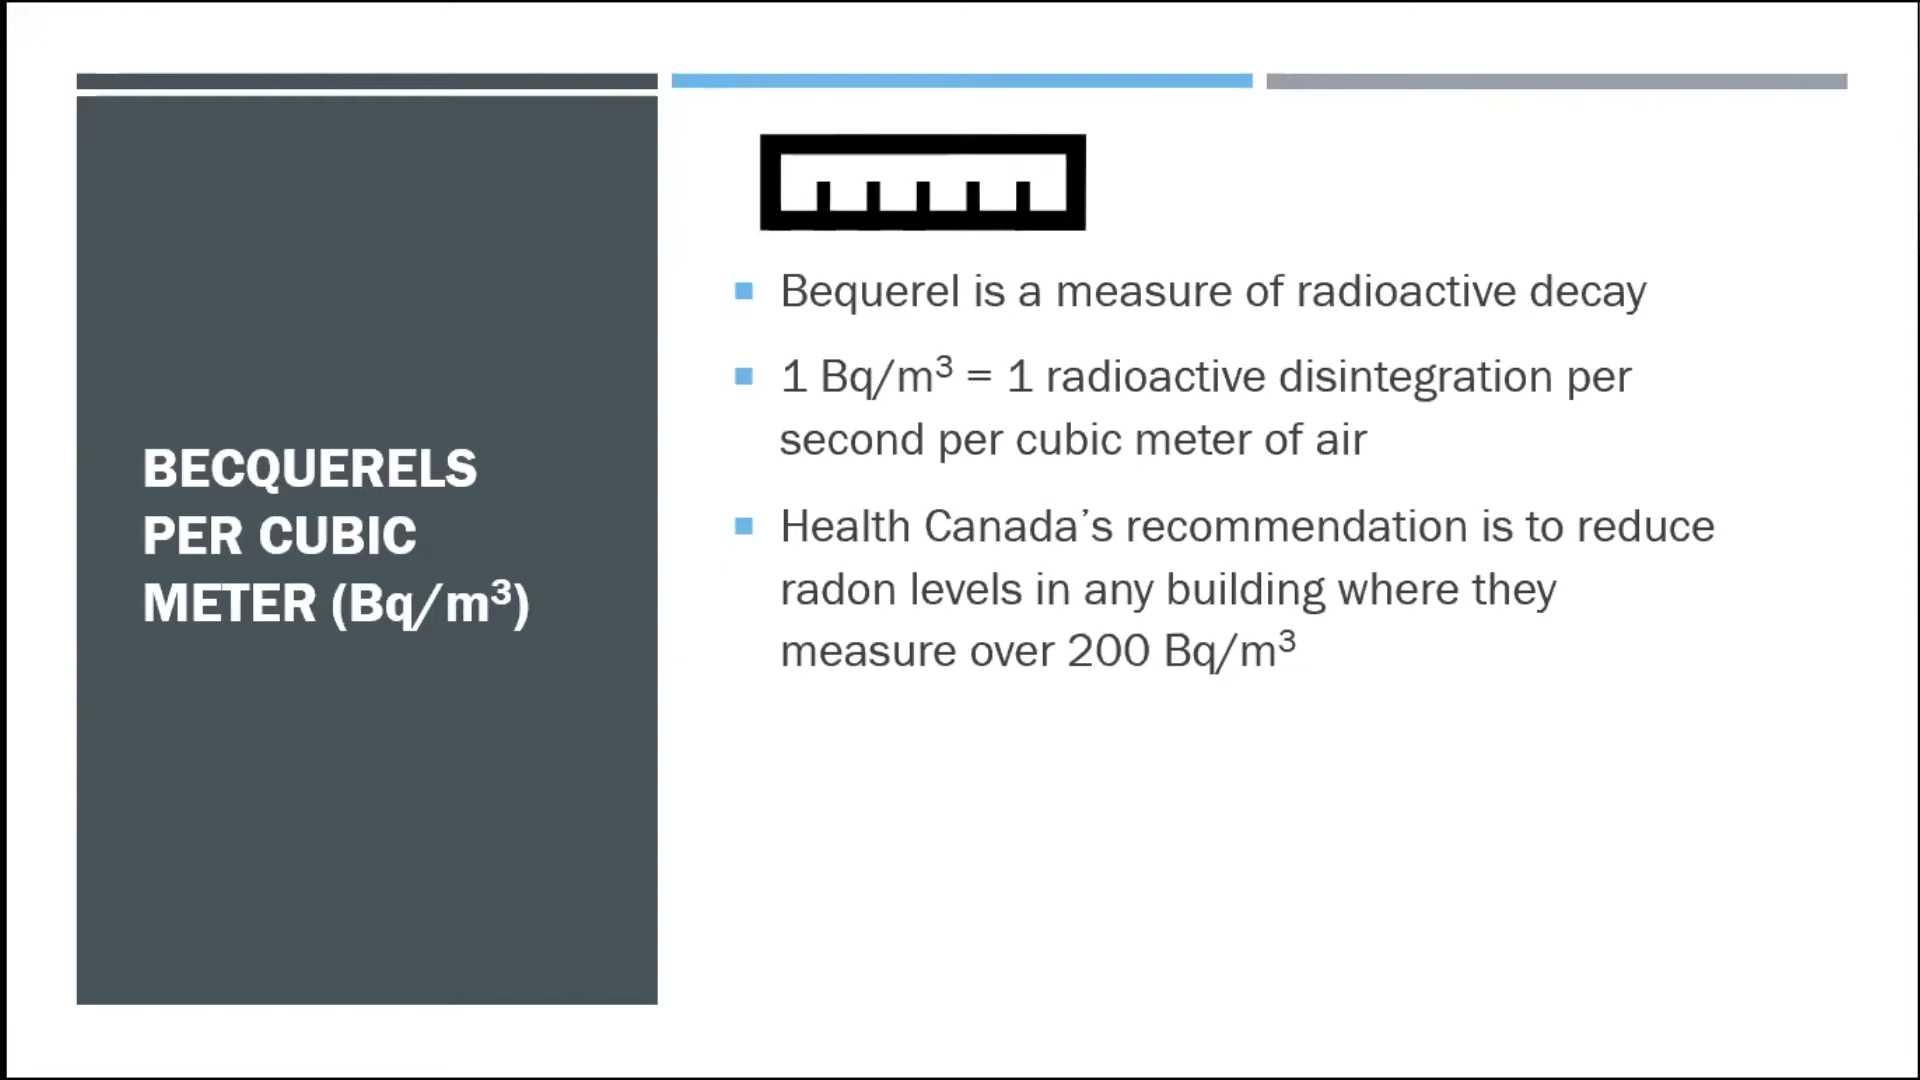 BECQUERELS
PER CUBIC
METER (Bq/m³)
Bequerel is a measure of radioactive decay
1 Bq/m³ = 1 radioactive disintegration per
second per cubic meter of air
Health Canada’s recommendation is to reduce
radon levels in any building where they
measure over 200 Bq/m³